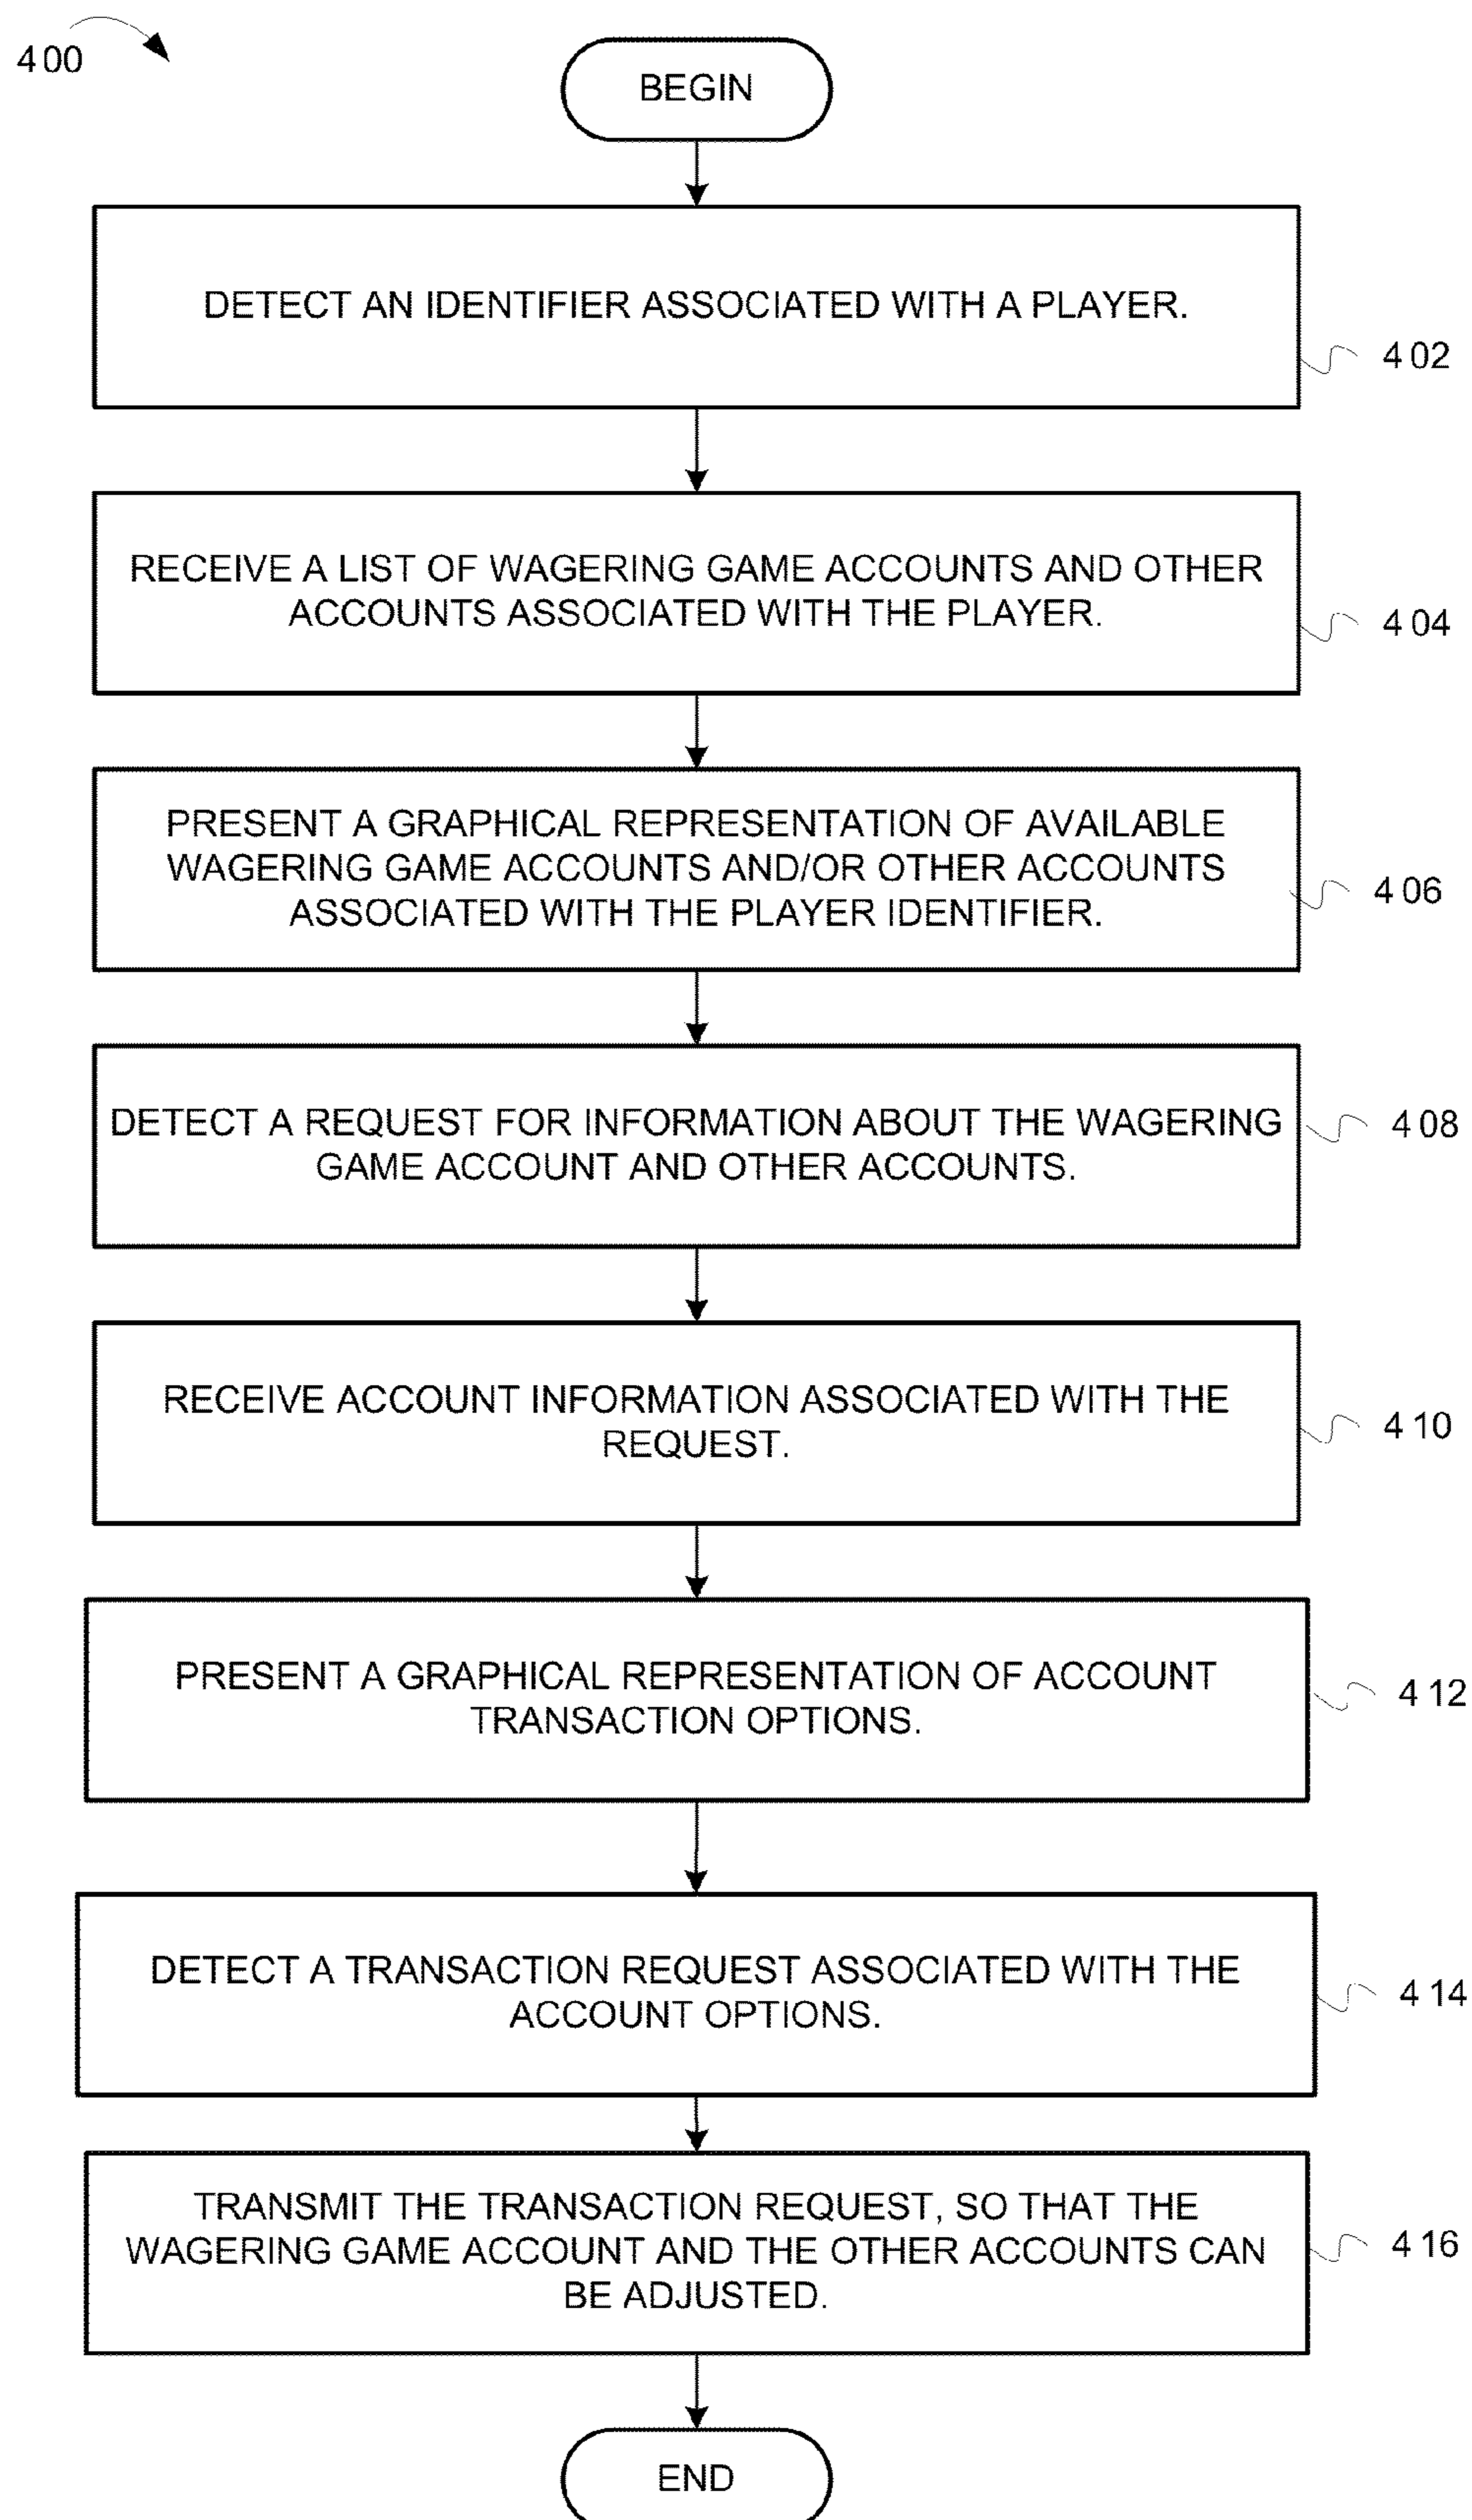 400
BEGIN
DETECT AN IDENTIFIER ASSOCIATED WITH A PLAYER.
402
RECEIVE A LIST OF WAGERING GAME ACCOUNTS AND OTHER
ACCOUNTS ASSOCIATED WITH THE PLAYER.
404
PRESENT A GRAPHICAL REPRESENTATION OF AVAILABLE
WAGERING GAME ACCOUNTS AND/OR OTHER ACCOUNTS
ASSOCIATED WITH THE PLAYER IDENTIFIER.
406
DETECT A REQUEST FOR INFORMATION ABOUT THE WAGERING
GAME ACCOUNT AND OTHER ACCOUNTS.
408
RECEIVE ACCOUNT INFORMATION ASSOCIATED WITH THE
REQUEST.
410
PRESENT A GRAPHICAL REPRESENTATION OF ACCOUNT
TRANSACTION OPTIONS.
412
DETECT A TRANSACTION REQUEST ASSOCIATED WITH THE
ACCOUNT OPTIONS.
414
TRANSMIT THE TRANSACTION REQUEST, SO THAT THE
WAGERING GAME ACCOUNT AND THE OTHER ACCOUNTS CAN
BE ADJUSTED.
416
END